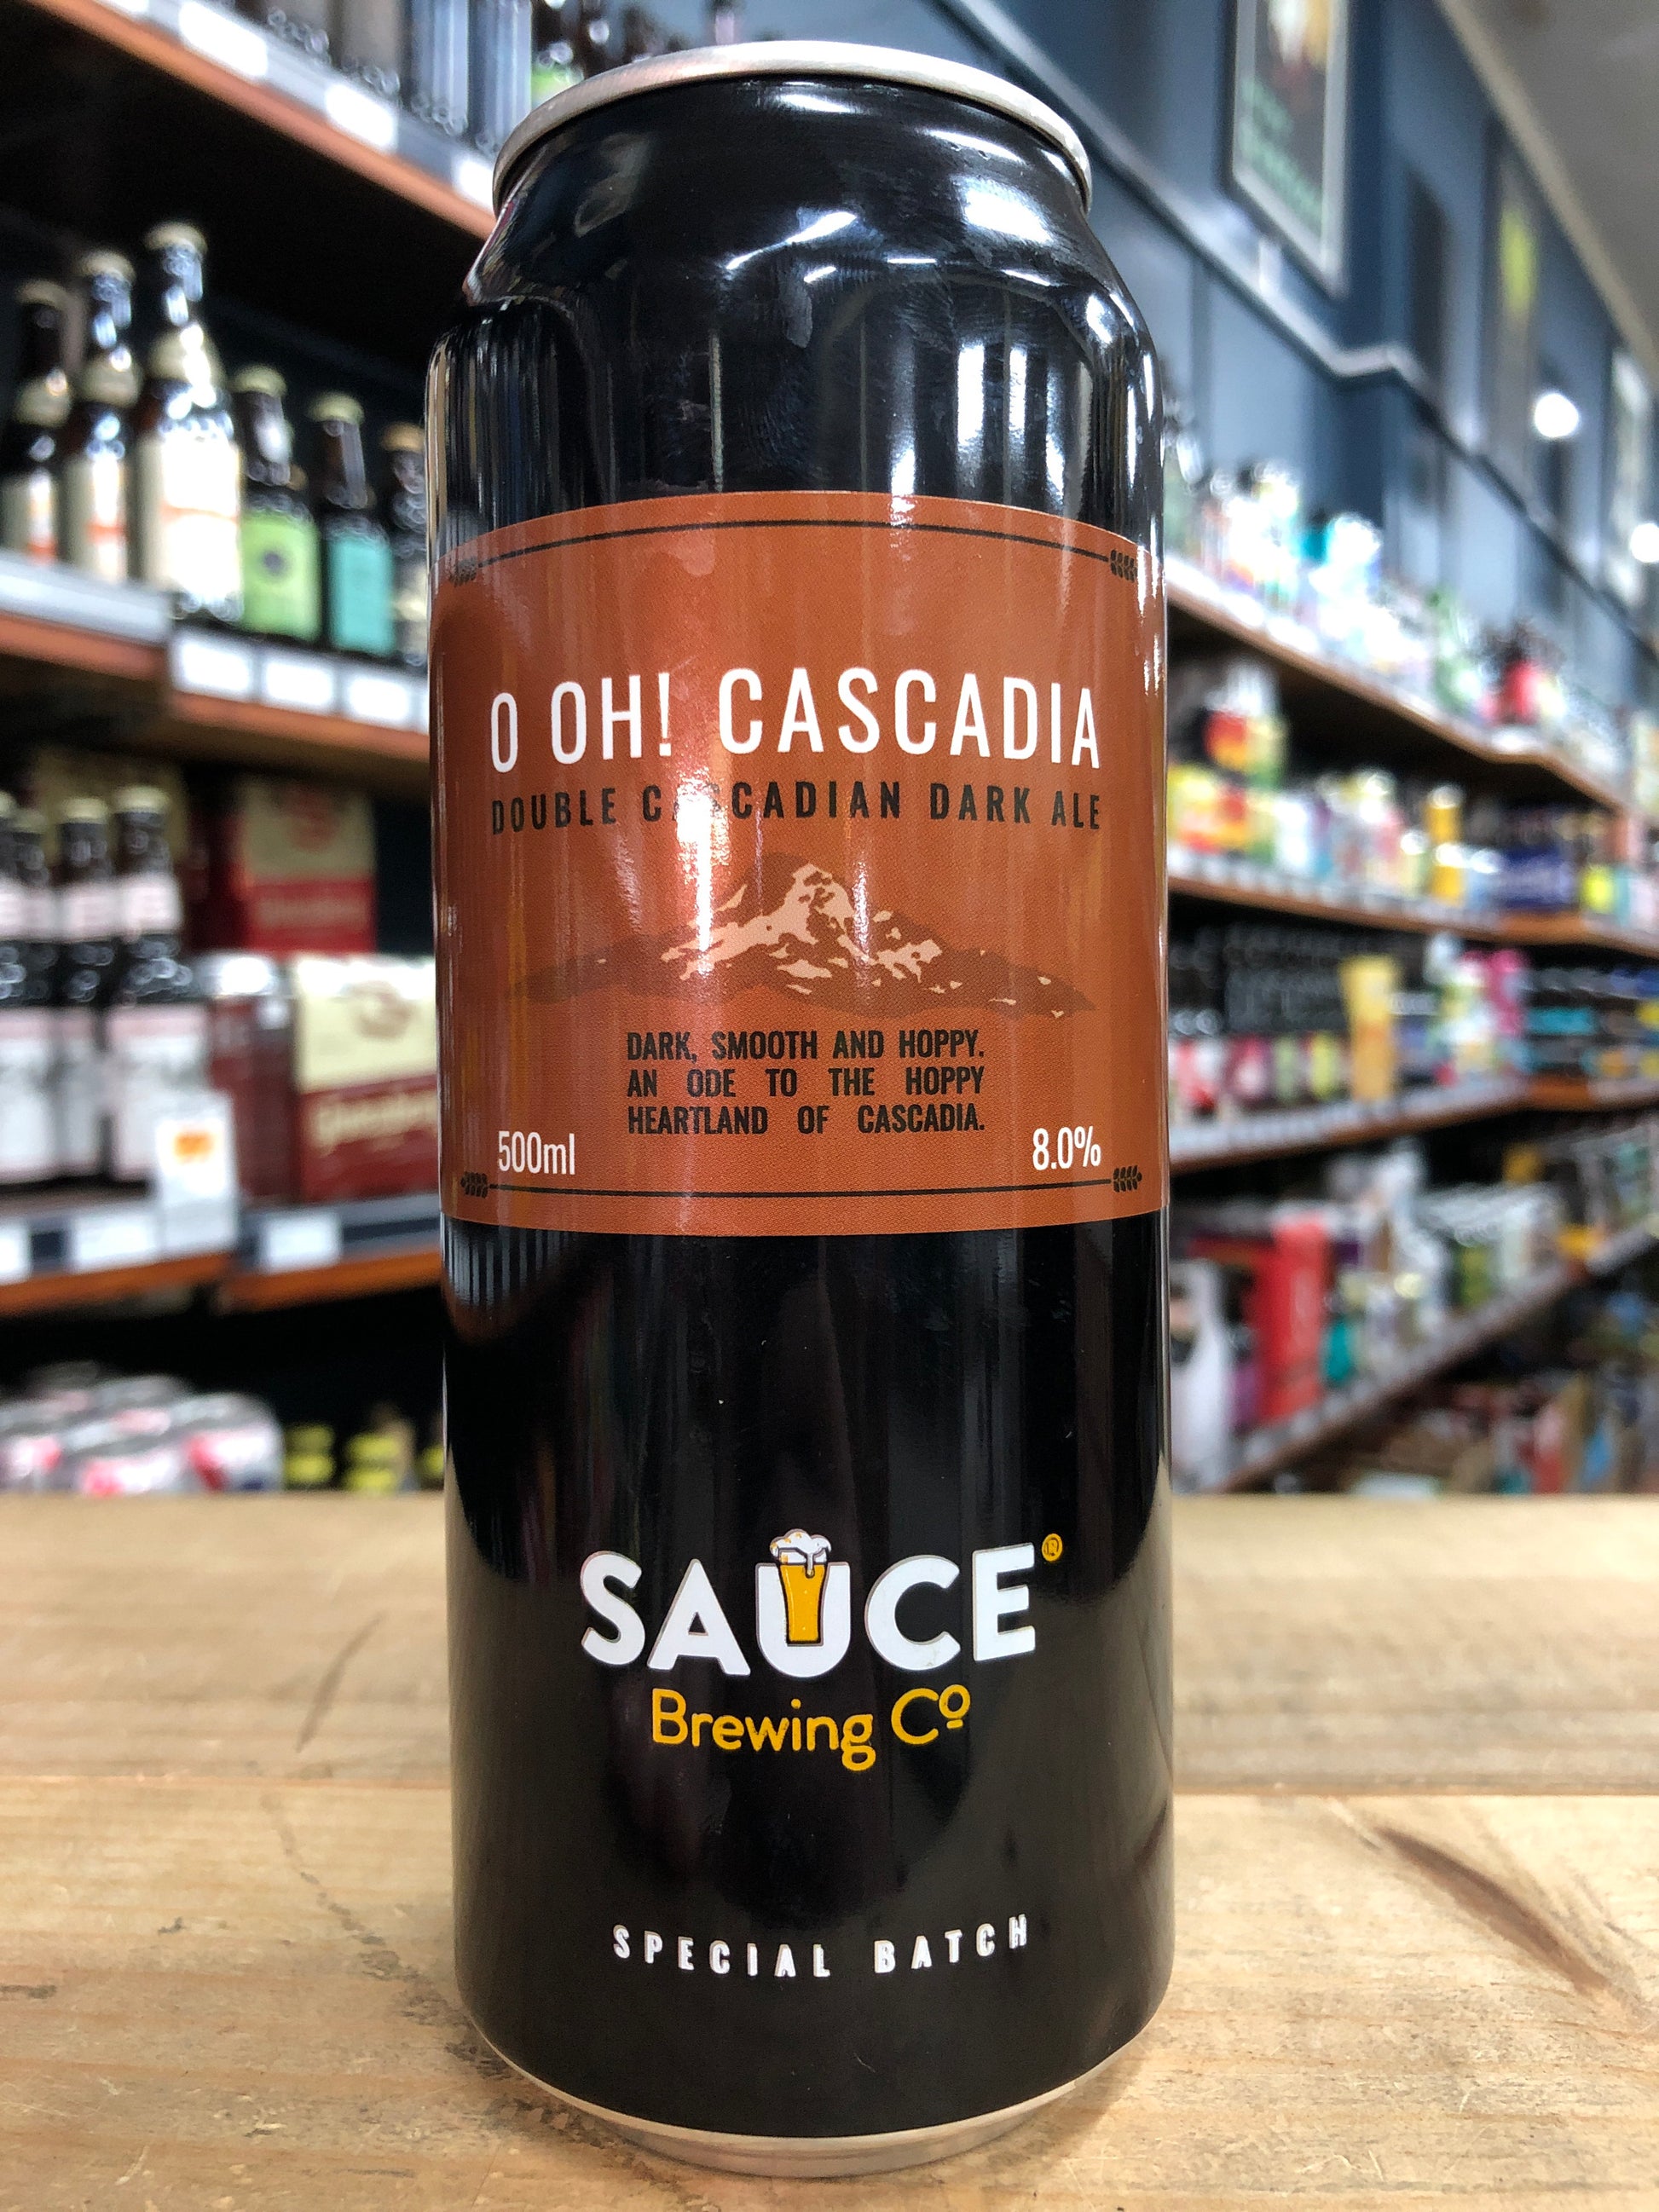 O OH! CASCADIA
DOUBLE CASCADIAN DARK ALE
DARK, SMOOTH AND HOPPY.
AN ODE TO THE HOPPY
HEARTLAND OF CASCADIA.
500ml
8.0%
SAUCE®
Brewing Cº
SPECIAL BATCH